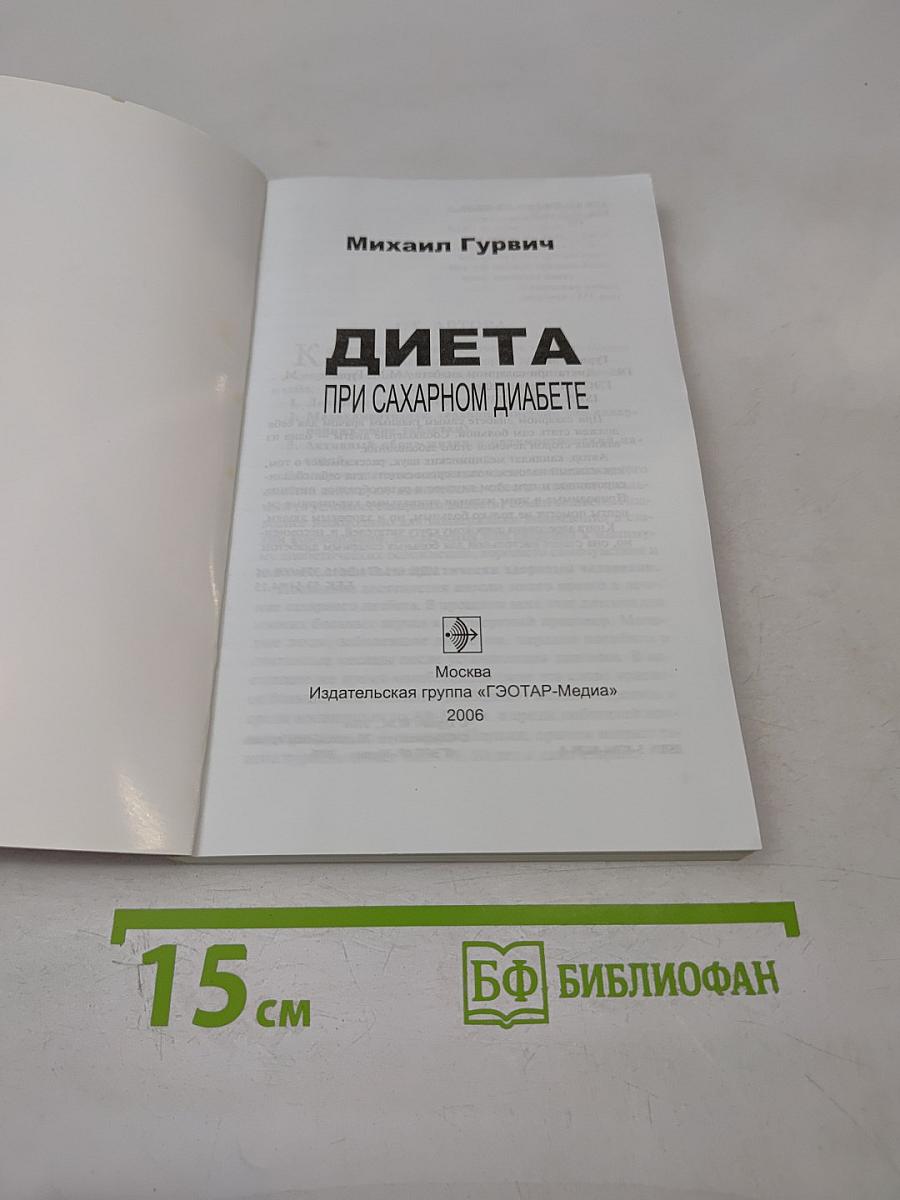 Михаил Гурвич
ДИЕТА
ПРИ САХАРНОМ ДИАБЕТЕ
Москва
Издательская группа «ГЭОТАР-Медиа»
2006
15 см
БФ БИБЛИОФАН